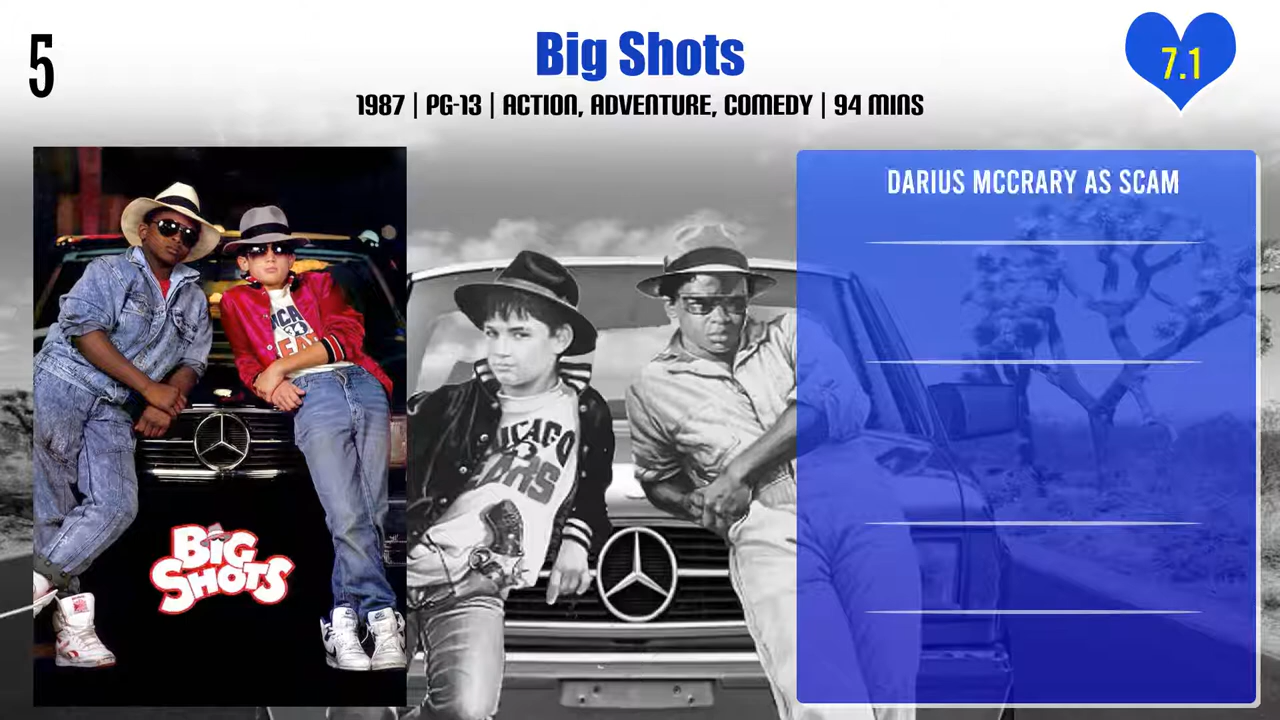 5
Big Shots
7.1
1987 | PG-13 | ACTION, ADVENTURE, COMEDY | 94 MINS
DARIUS MCCRARY AS SCAM
BIG
SHOTS
CHICAGO